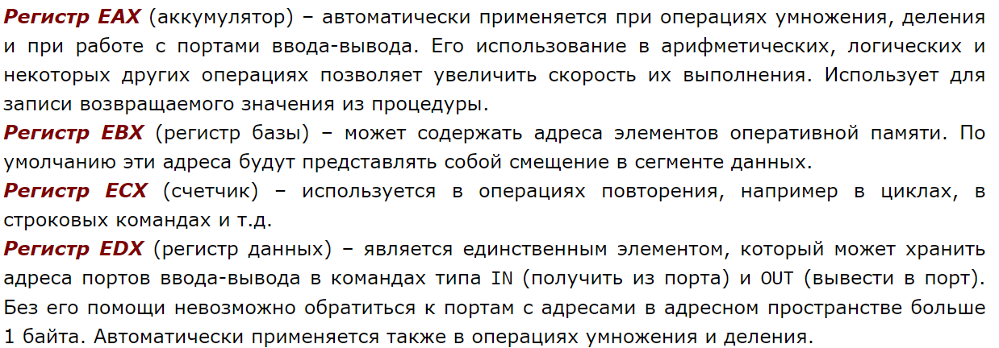 Регистр EAX (аккумулятор) – автоматически применяется при операциях умножения, деления
и при работе с портами ввода-вывода. Его использование в арифметических, логических и
некоторых других операциях позволяет увеличить скорость их выполнения. Использует для
записи возвращаемого значения из процедуры.
Регистр EBX (регистр базы) – может содержать адреса элементов оперативной памяти. По
умолчанию эти адреса будут представлять собой смещение в сегменте данных.
Регистр ECX (счетчик) – используется в операциях повторения, например в циклах, в
строковых командах и т.д.
Регистр EDX (регистр данных) – является единственным элементом, который может хранить
адреса портов ввода-вывода в командах типа IN (получить из порта) и OUT (вывести в порт).
Без его помощи невозможно обратиться к портам с адресами в адресном пространстве больше
1 байта. Автоматически применяется также в операциях умножения и деления.